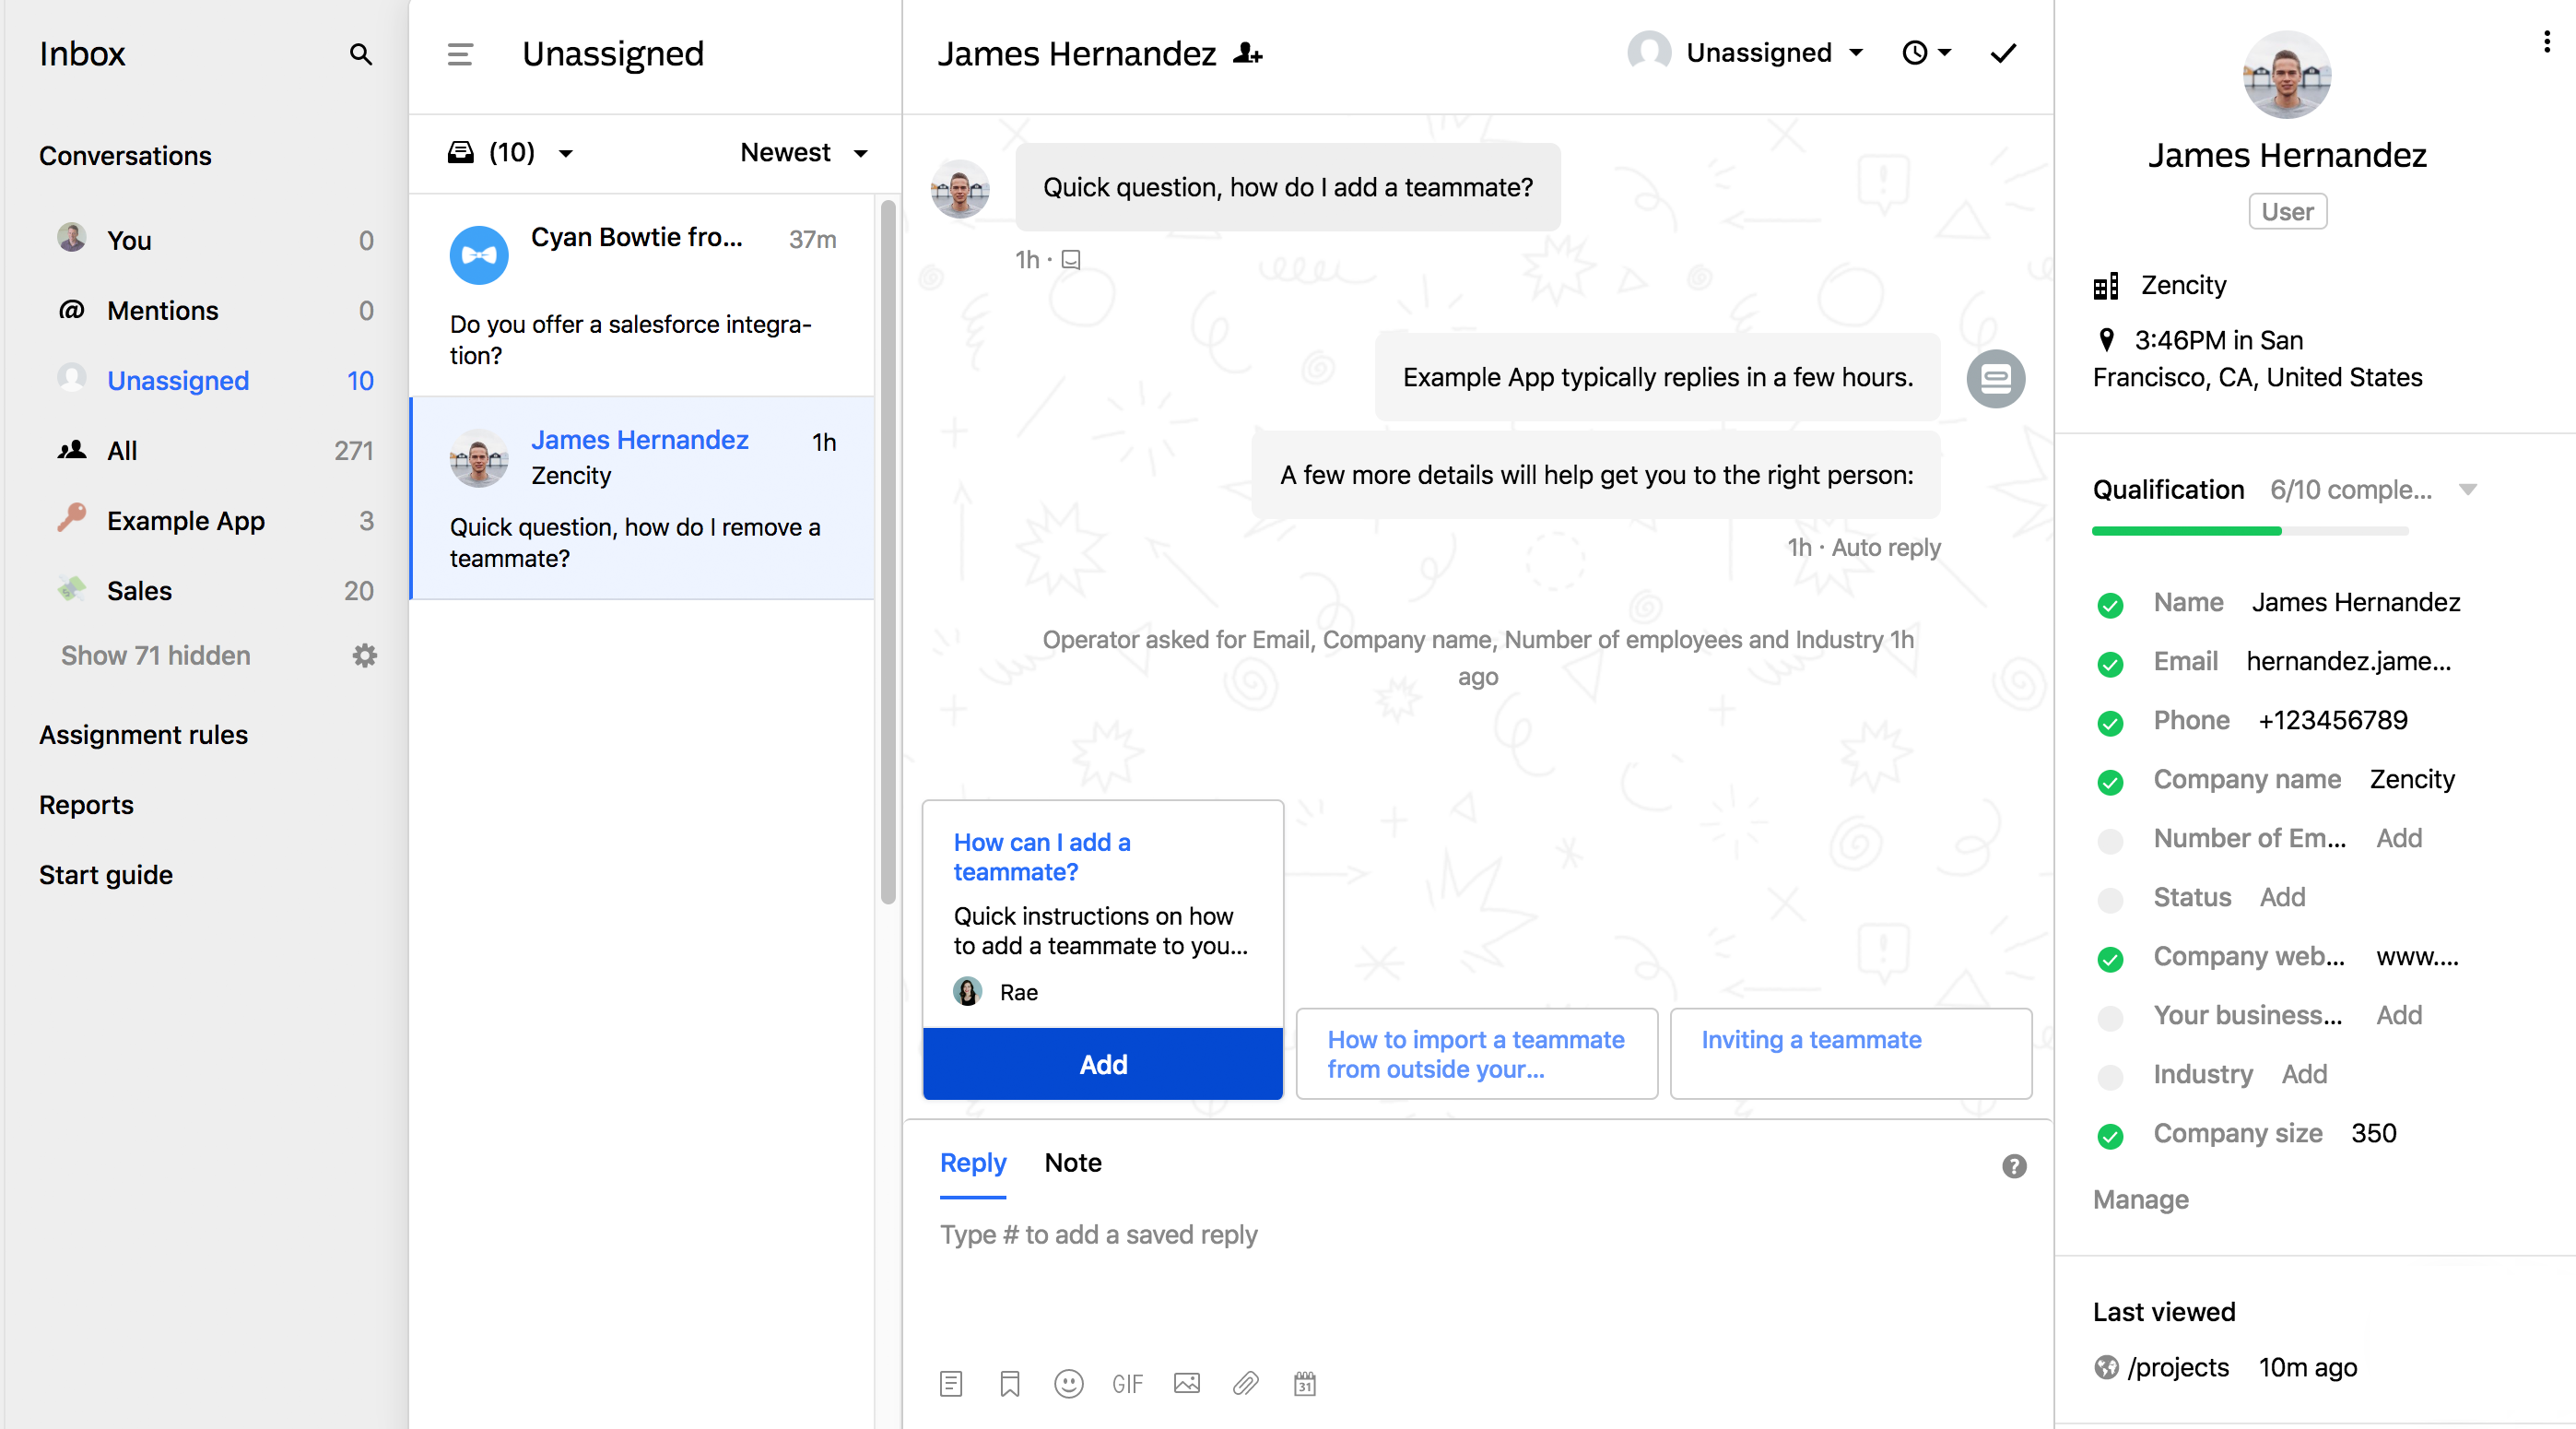 Inbox
Conversations
You 0
@ Mentions 0
Unassigned 10
All 271
Example App 3
Sales 20
Show 71 hidden
Assignment rules
Reports
Start guide
Unassigned
(10) Newest
Cyan Bowtie fro... 37m
Do you offer a salesforce integra-
tion?
James Hernandez 1h
Zencity
Quick question, how do I remove a
teammate?
James Hernandez
Unassigned
Quick question, how do I add a teammate?
1h ·
Example App typically replies in a few hours.
A few more details will help get you to the right person:
1h · Auto reply
Operator asked for Email, Company name, Number of employees and Industry 1h
ago
How can I add a
teammate?
Quick instructions on how
to add a teammate to you...
Rae
Add
How to import a teammate
from outside your...
Inviting a teammate
Reply Note
?
Type # to add a saved reply
GIF
31
James Hernandez
User
Zencity
3:46PM in San
Francisco, CA, United States
Qualification 6/10 comple...
Name James Hernandez
Email hernandez.jame...
Phone +123456789
Company name Zencity
Number of Em... Add
Status Add
Company web... www....
Your business... Add
Industry Add
Company size 350
Manage
Last viewed
/projects 10m ago